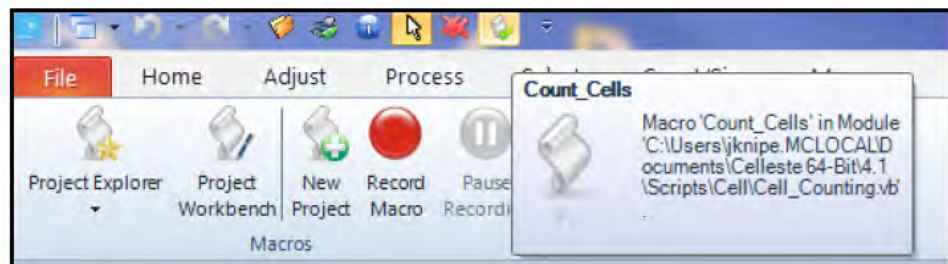 File Home Adjust Process
Count_Cells
Macro 'Count_Cells' in Module
'C:\Users\jknipe.MCLOCAL\D
ocuments\Celleste 64-Bit\4.1
\Scripts\Cell\Cell_Counting.vb'
.
Project Explorer Project New Record Pause
Workbench Project Macro
Macros